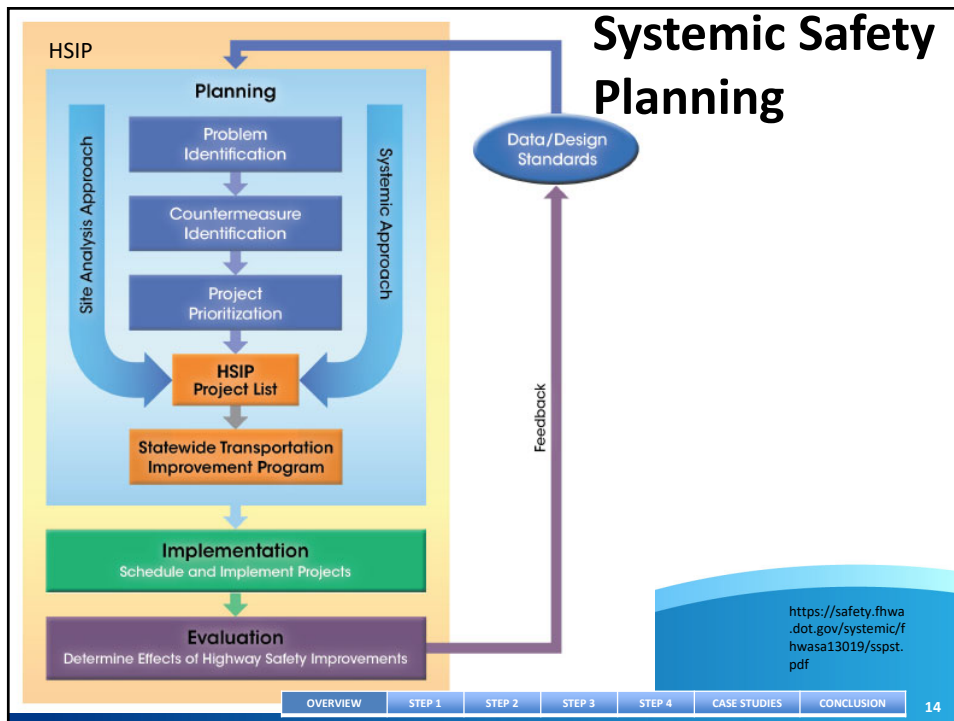 Systemic Safety
Planning
HSIP
Planning
Site Analysis Approach
Systemic Approach
Problem
Identification
Countermeasure
Identification
Project
Prioritization
HSIP
Project List
Statewide Transportation
Improvement Program
Implementation
Schedule and Implement Projects
Evaluation
Determine Effects of Highway Safety Improvements
Data/Design
Standards
Feedback
https://safety.fhwa
.dot.gov/systemic/f
hwasa13019/sspst.
pdf
OVERVIEW
STEP 1
STEP 2
STEP 3
STEP 4
CASE STUDIES
CONCLUSION
14